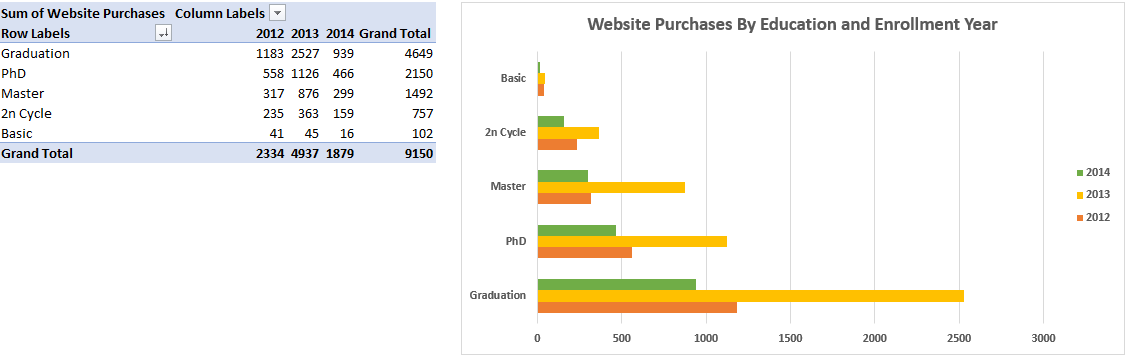 Sum of Website Purchases Column Labels
Row Labels 2012 2013 2014 Grand Total
Graduation 1183 2527 939 4649
PhD 558 1126 466 2150
Master 317 876 299 1492
2n Cycle 235 363 159 757
Basic 41 45 16 102
Grand Total 2334 4937 1879 9150
Website Purchases By Education and Enrollment Year
Basic
2n Cycle
Master
PhD
Graduation
0 500 1000 1500 2000 2500 3000
2014
2013
2012